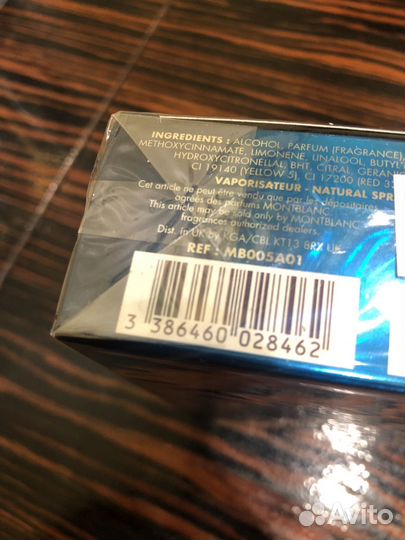 INGREDIENTS : ALCOHOL, PARFUM (FRAGRANCE),
METHOXYCINNAMATE, LIMONENE, LINALOOL, BUTYL
HYDROXYCITRONELLAL, BHT, CITRAL, GERANI
CI 19140 (YELLOW 5), CI 17200 (RED 33
VAPORISATEUR - NATURAL SPR
Cet article ne peut être vendu que par les dépositaires
agréés des parfums MONTBLANC
This article may be sold only by MONTBLANC
fragrances authorized dealers.
Dist. in UK by KGA/CBL KT13 8RX UK
REF : MB005A01
3 386460 028462
Avito